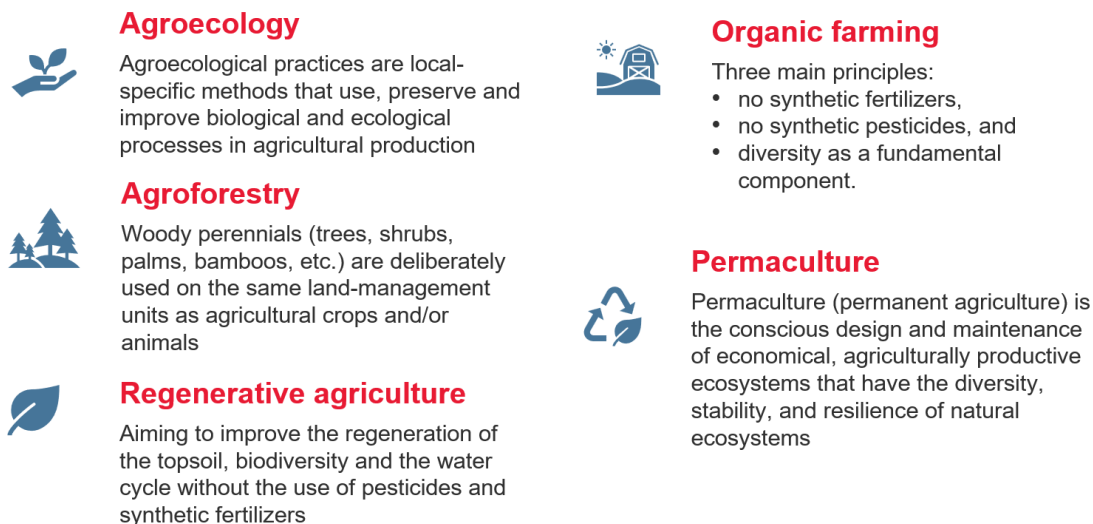 Agroecology
Agroecological practices are local-
specific methods that use, preserve and
improve biological and ecological
processes in agricultural production
Agroforestry
Woody perennials (trees, shrubs,
palms, bamboos, etc.) are deliberately
used on the same land-management
units as agricultural crops and/or
animals
Regenerative agriculture
Aiming to improve the regeneration of
the topsoil, biodiversity and the water
cycle without the use of pesticides and
synthetic fertilizers
Organic farming
Three main principles:
• no synthetic fertilizers,
• no synthetic pesticides, and
• diversity as a fundamental
component.
Permaculture
Permaculture (permanent agriculture) is
the conscious design and maintenance
of economical, agriculturally productive
ecosystems that have the diversity,
stability, and resilience of natural
ecosystems